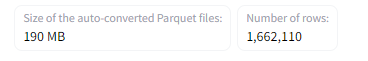 Size of the auto-converted Parquet files:
190 MB
Number of rows:
1,662,110